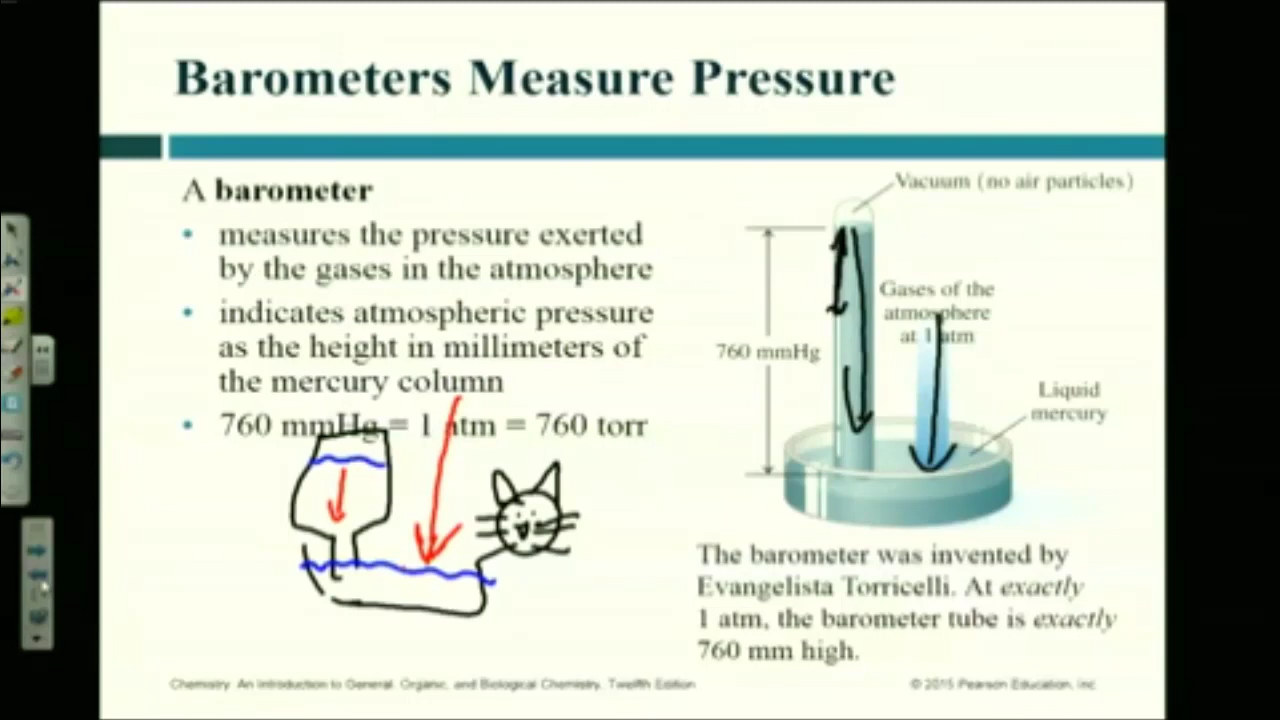 Barometers Measure Pressure
A barometer
• measures the pressure exerted
by the gases in the atmosphere
• indicates atmospheric pressure
as the height in millimeters of
the mercury column
• 760 mmHg = 1 atm = 760 torr
Vacuum (no air particles)
Gases of the
atmosphere
at 1 atm
760 mmHg
Liquid
mercury
The barometer was invented by
Evangelista Torricelli. At exactly
1 atm, the barometer tube is exactly
760 mm high.
Chemistry: An Introduction to General, Organic, and Biological Chemistry, Twelfth Edition
© 2015 Pearson Education, Inc